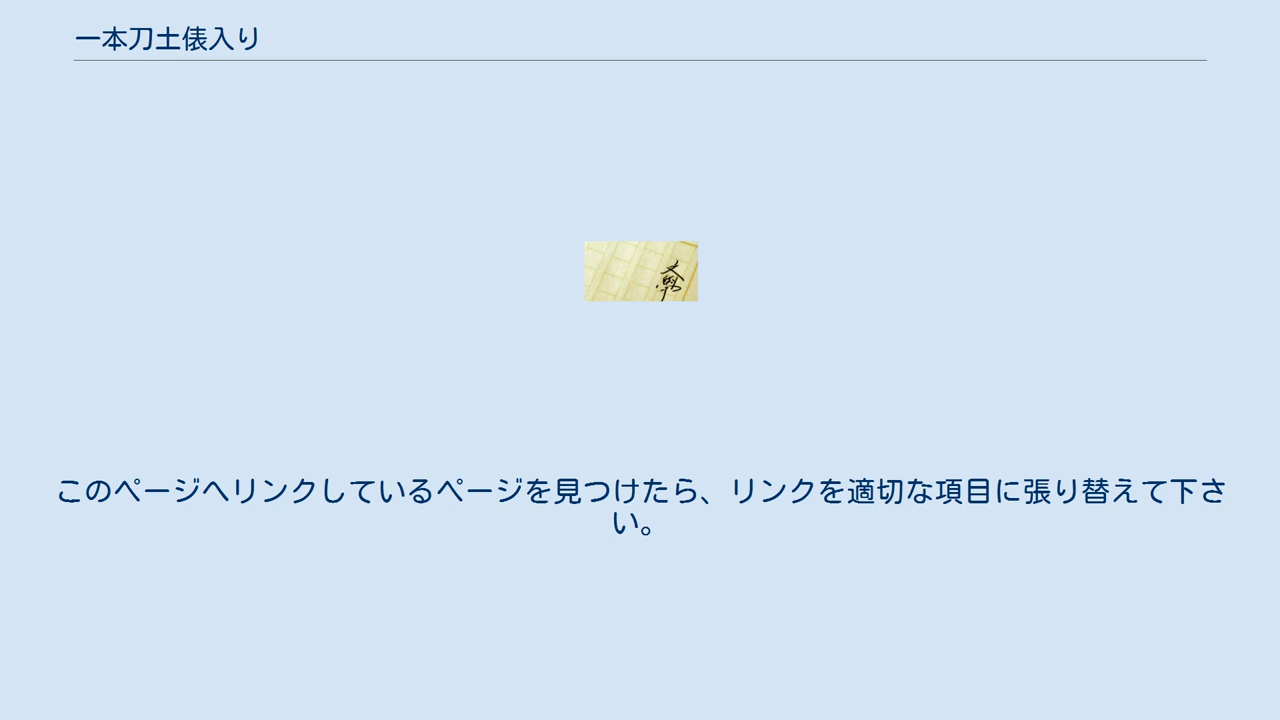 一本刀土俵入り
このページへリンクしているページを見つけたら、リンクを適切な項目に張り替えて下さ
い。